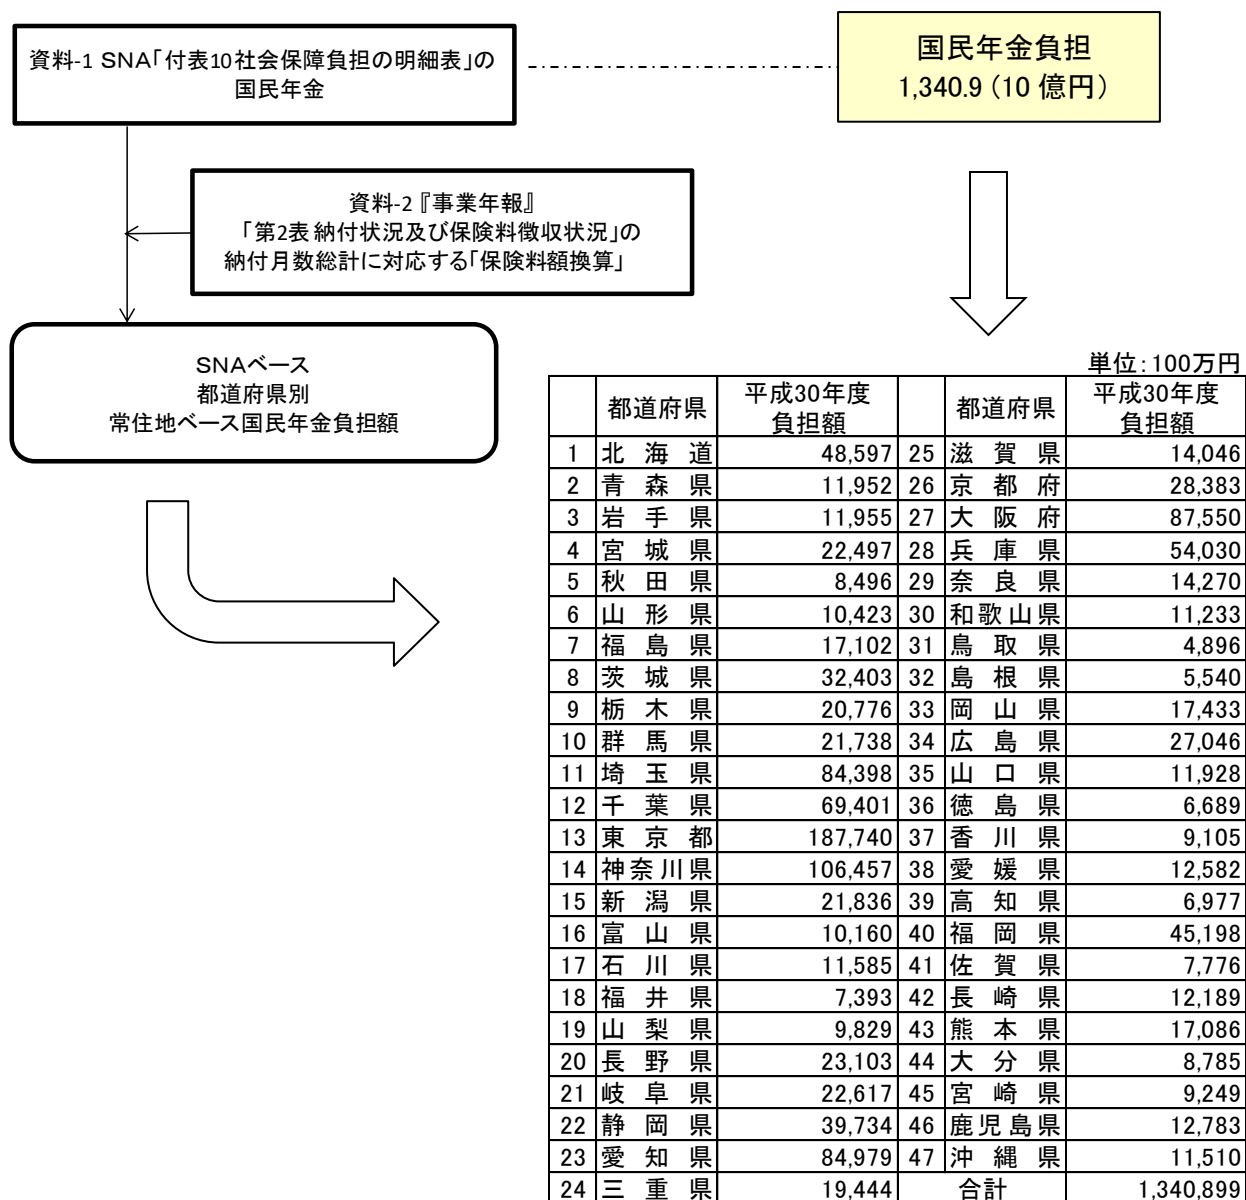 資料-1 SNA「付表10社会保障負担の明細表」の
国民年金
国民年金負担
1,340.9（10 億円）
資料-2『事業年報』
「第2表 納付状況及び保険料徴収状況」の
納付月数総計に対応する「保険料額換算」
SNAベース
都道府県別
常住地ベース国民年金負担額
単位：100万円
都道府県 平成30年度 負担額 都道府県 平成30年度 負担額
1 北海道 48,597 25 滋賀県 14,046
2 青森県 11,952 26 京都府 28,383
3 岩手県 11,955 27 大阪府 87,550
4 宮城県 22,497 28 兵庫県 54,030
5 秋田県 8,496 29 奈良県 14,270
6 山形県 10,423 30 和歌山県 11,233
7 福島県 17,102 31 鳥取県 4,896
8 茨城県 32,403 32 島根県 5,540
9 栃木県 20,776 33 岡山県 17,433
10 群馬県 21,738 34 広島県 27,046
11 埼玉県 84,398 35 山口県 11,928
12 千葉県 69,401 36 徳島県 6,689
13 東京都 187,740 37 香川県 9,105
14 神奈川県 106,457 38 愛媛県 12,582
15 新潟県 21,836 39 高知県 6,977
16 富山県 10,160 40 福岡県 45,198
17 石川県 11,585 41 佐賀県 7,776
18 福井県 7,393 42 長崎県 12,189
19 山梨県 9,829 43 熊本県 17,086
20 長野県 23,103 44 大分県 8,785
21 岐阜県 22,617 45 宮崎県 9,249
22 静岡県 39,734 46 鹿児島県 12,783
23 愛知県 84,979 47 沖縄県 11,510
24 三重県 19,444 合計 1,340,899